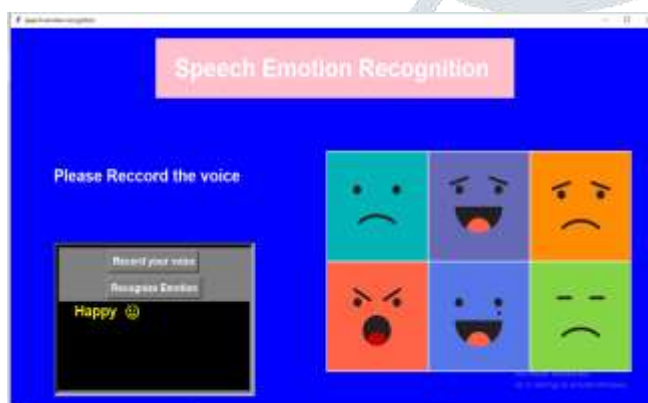 Speech Emotion Recognition
Please Reccord the voice
Record your voice
Recognize Emotion
Happy